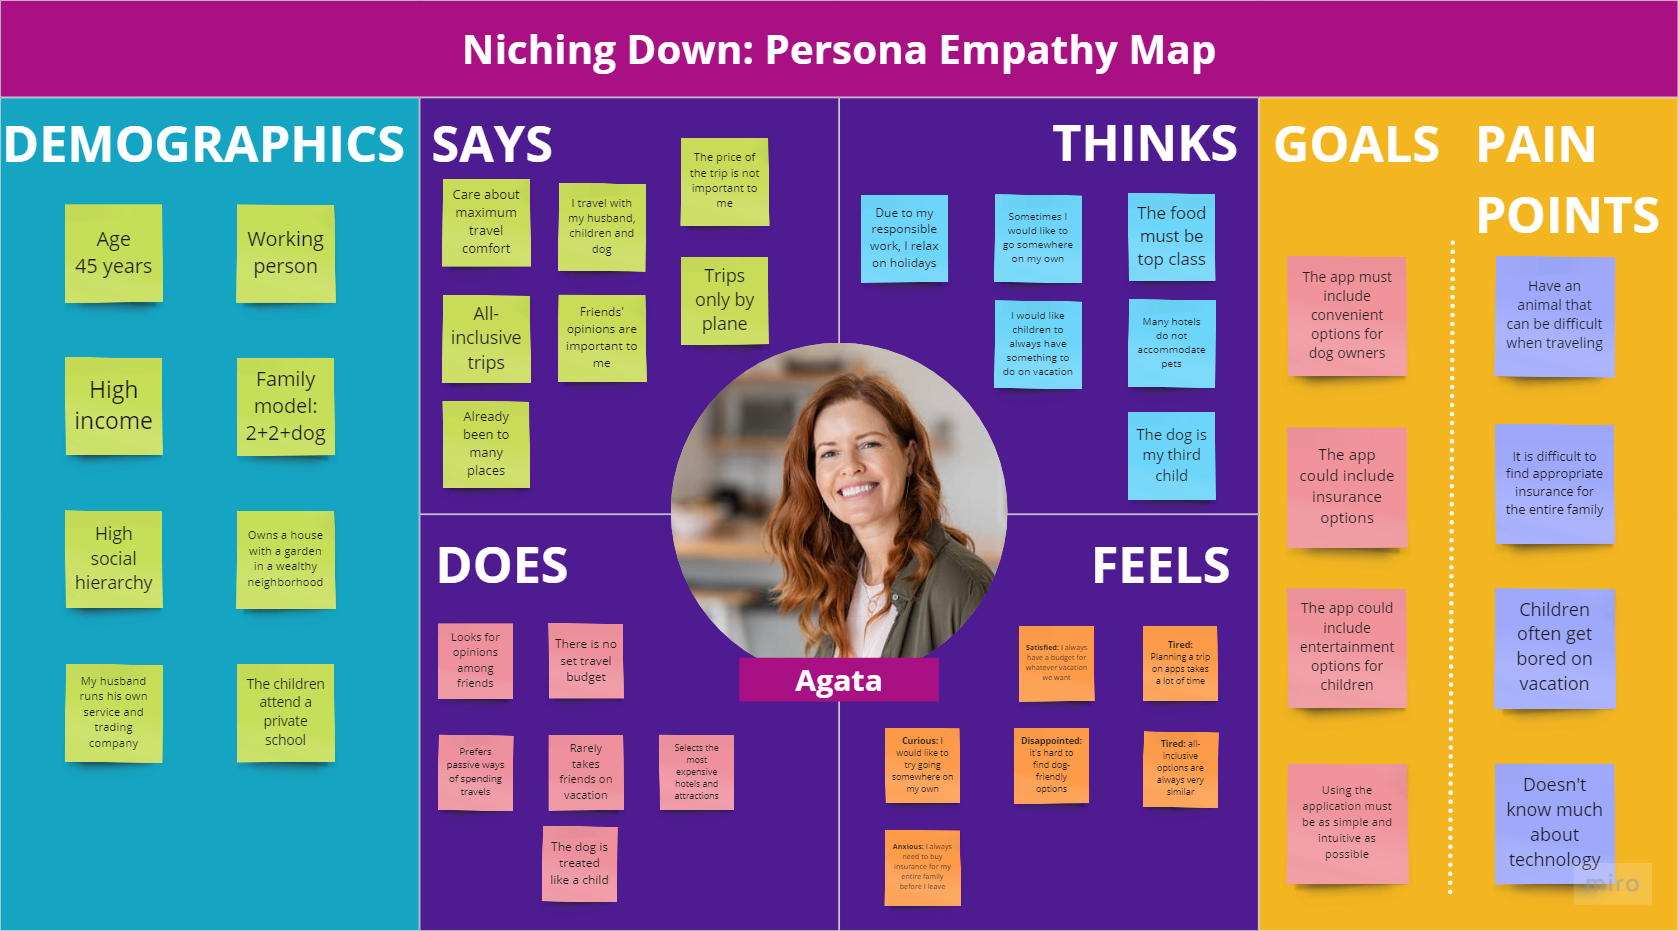 Niching Down: Persona Empathy Map
DEMOGRAPHICS
Age
45 years
Working
person
High
income
Family
model:
2+2+dog
High
social
hierarchy
Owns a house
with a garden
in a wealthy
neighborhood
My husband
runs his own
service and
trading
company
The children
attend a
private
school
SAYS
Care about
maximum
travel
comfort
I travel with
my husband,
children and
dog
The price of
the trip is not
important to
me
All-
inclusive
trips
Friends'
opinions are
important to
me
Trips
only by
plane
Already
been to
many
places
THINKS
Due to my
responsible
work, I relax
on holidays
Sometimes I
would like to
go somewhere
on my own
The food
must be
top class
I would like
children to
always have
something to
do on vacation
Many hotels
do not
accommodate
pets
The dog is
my third
child
Agata
DOES
Looks for
opinions
among
friends
There is no
set travel
budget
Prefers
passive ways
of spending
travels
Rarely
takes
friends on
vacation
Selects the
most
expensive
hotels and
attractions
The dog is
treated
like a child
FEELS
Satisfied: I always
have a budget for
whatever vacation
we want
Tired:
Planning a trip
on apps takes
a lot of time
Curious: I
would like to
try going
somewhere on
my own
Disappointed:
it's hard to
find dog-
friendly
options
Tired: all-
inclusive
options are
always very
similar
Anxious: I always
need to buy
insurance for my
entire family
before I leave
GOALS
The app must
include
convenient
options for
dog owners
The app
could include
insurance
options
The app could
include
entertainment
options for
children
Using the
application must
be as simple and
intuitive as
possible
PAIN
POINTS
Have an
animal that
can be difficult
when traveling
It is difficult to
find appropriate
insurance for
the entire family
Children
often get
bored on
vacation
Doesn't
know much
about
technology
miro